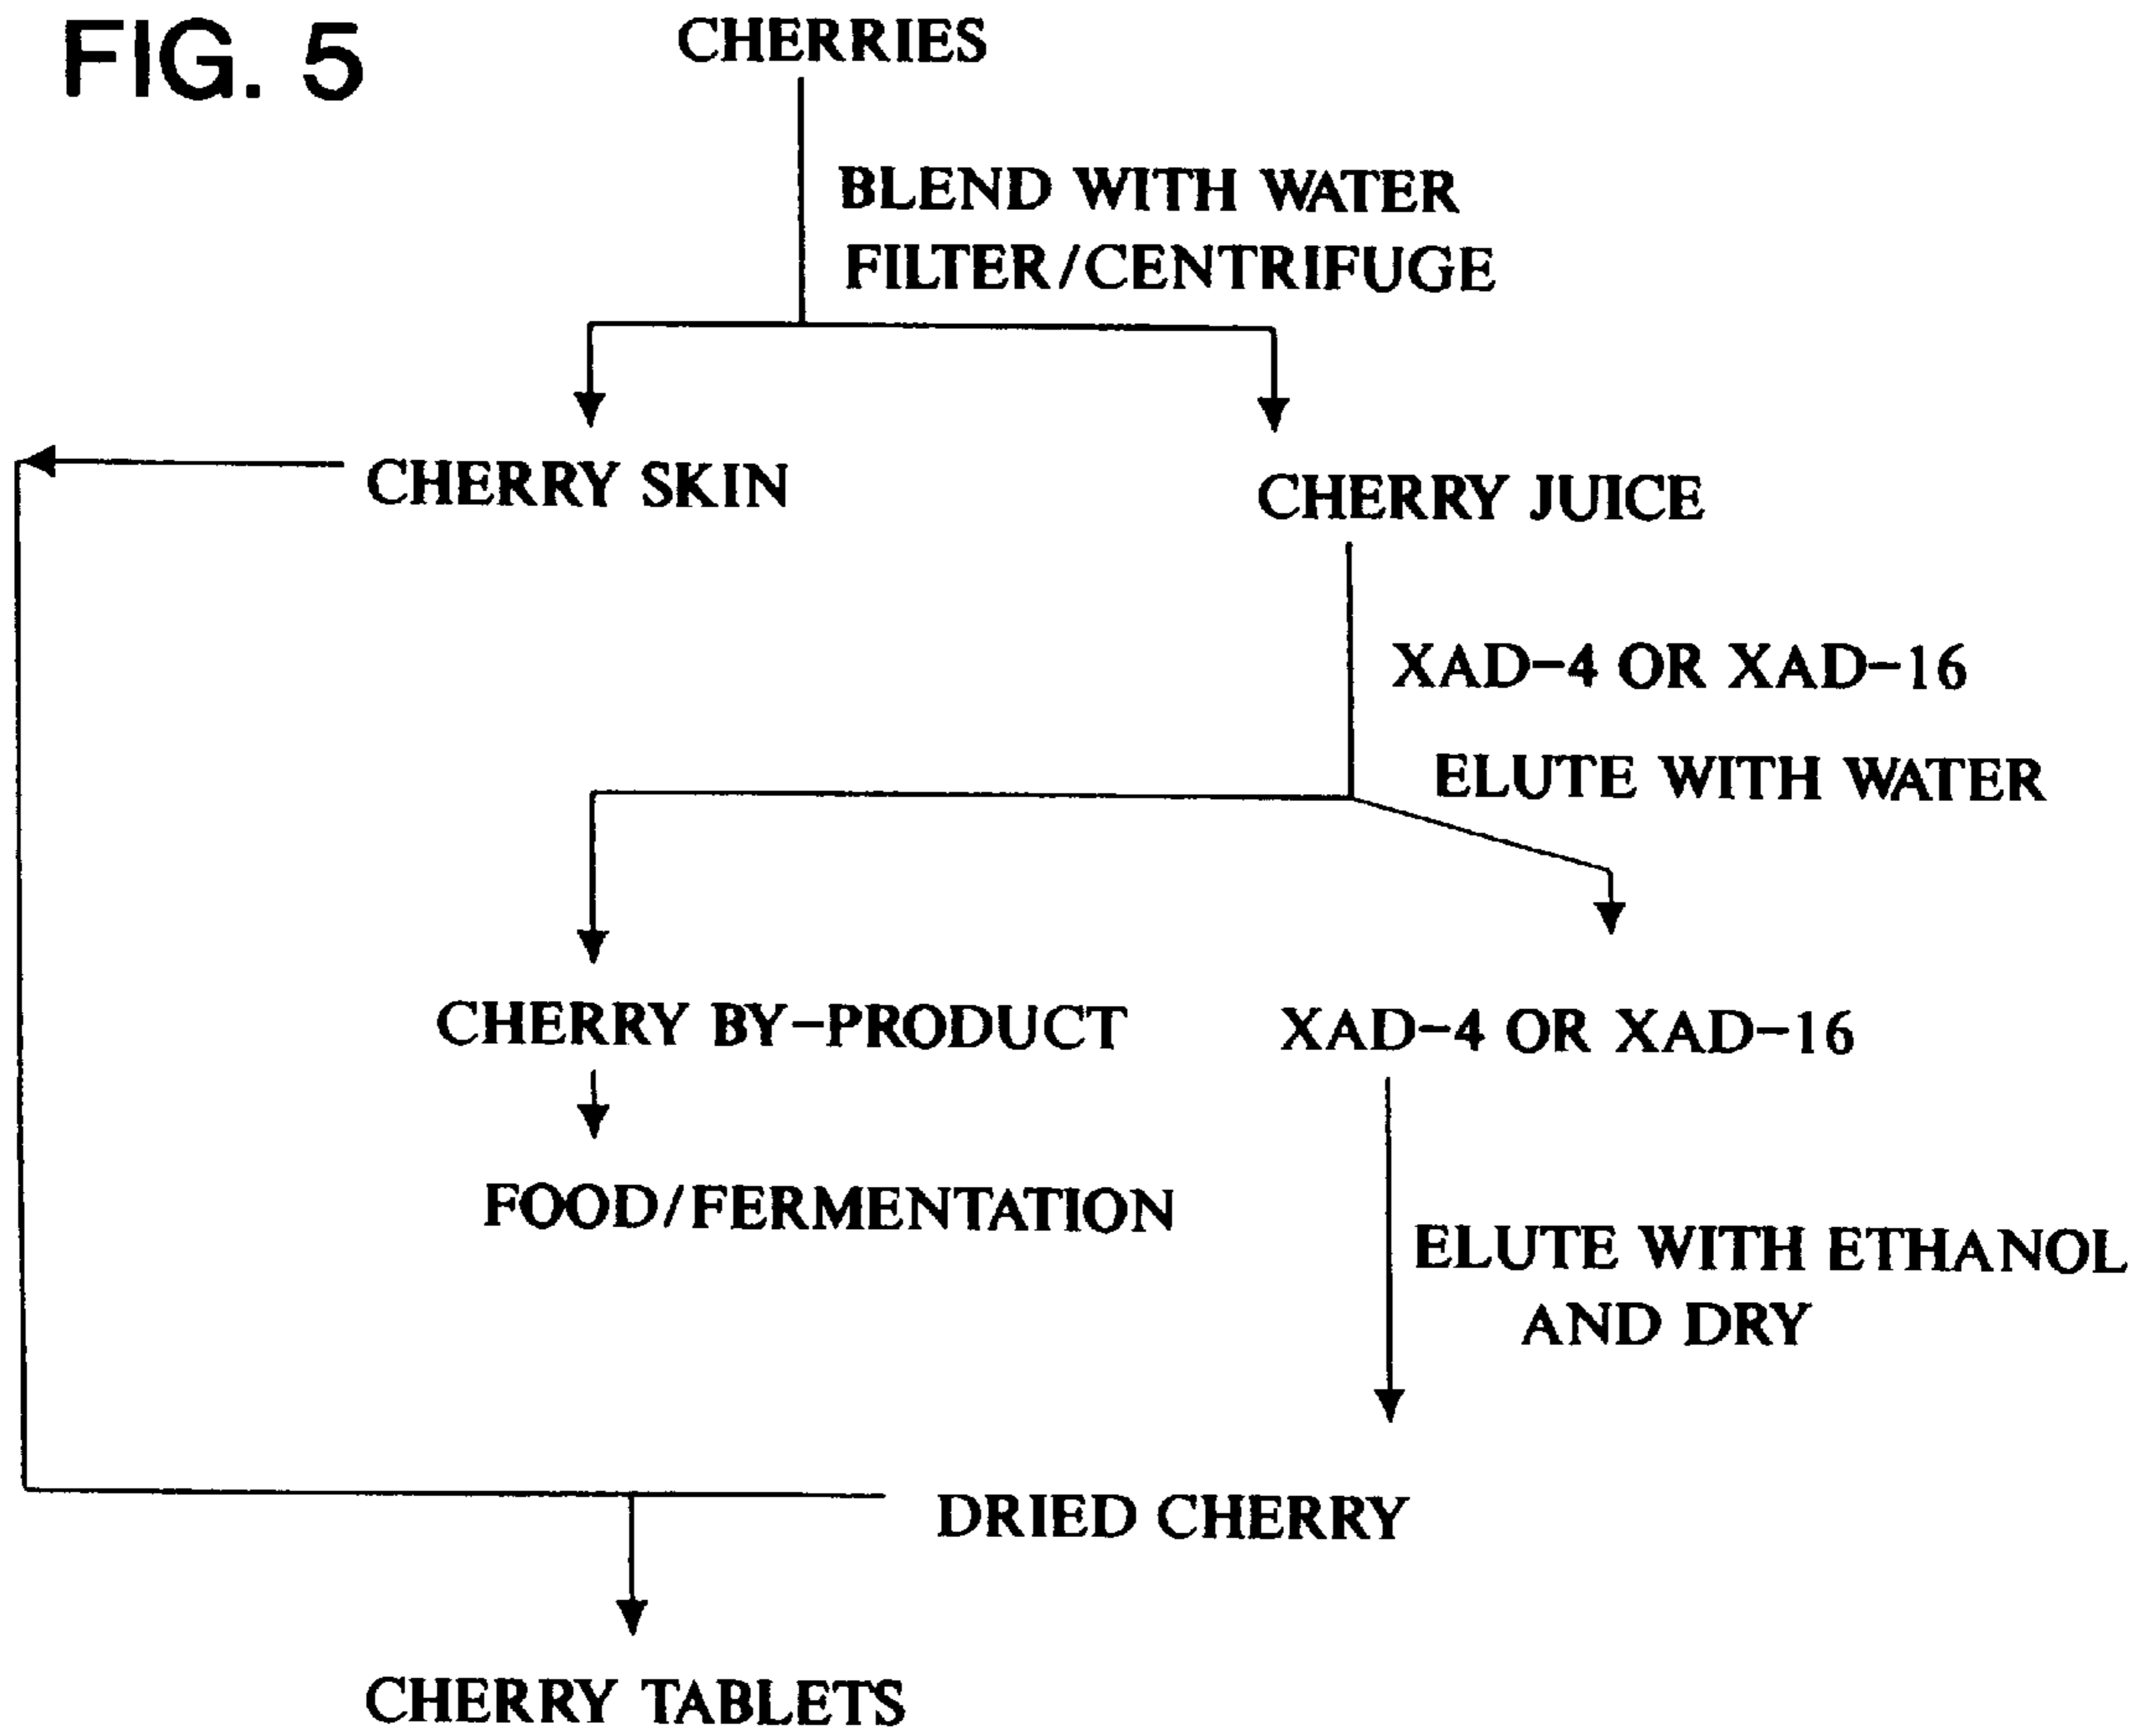 FIG. 5
CHERRIES
BLEND WITH WATER
FILTER/CENTRIFUGE
CHERRY SKIN
CHERRY JUICE
XAD-4 OR XAD-16
ELUTE WITH WATER
CHERRY BY-PRODUCT
XAD-4 OR XAD-16
FOOD/FERMENTATION
ELUTE WITH ETHANOL
AND DRY
DRIED CHERRY
CHERRY TABLETS